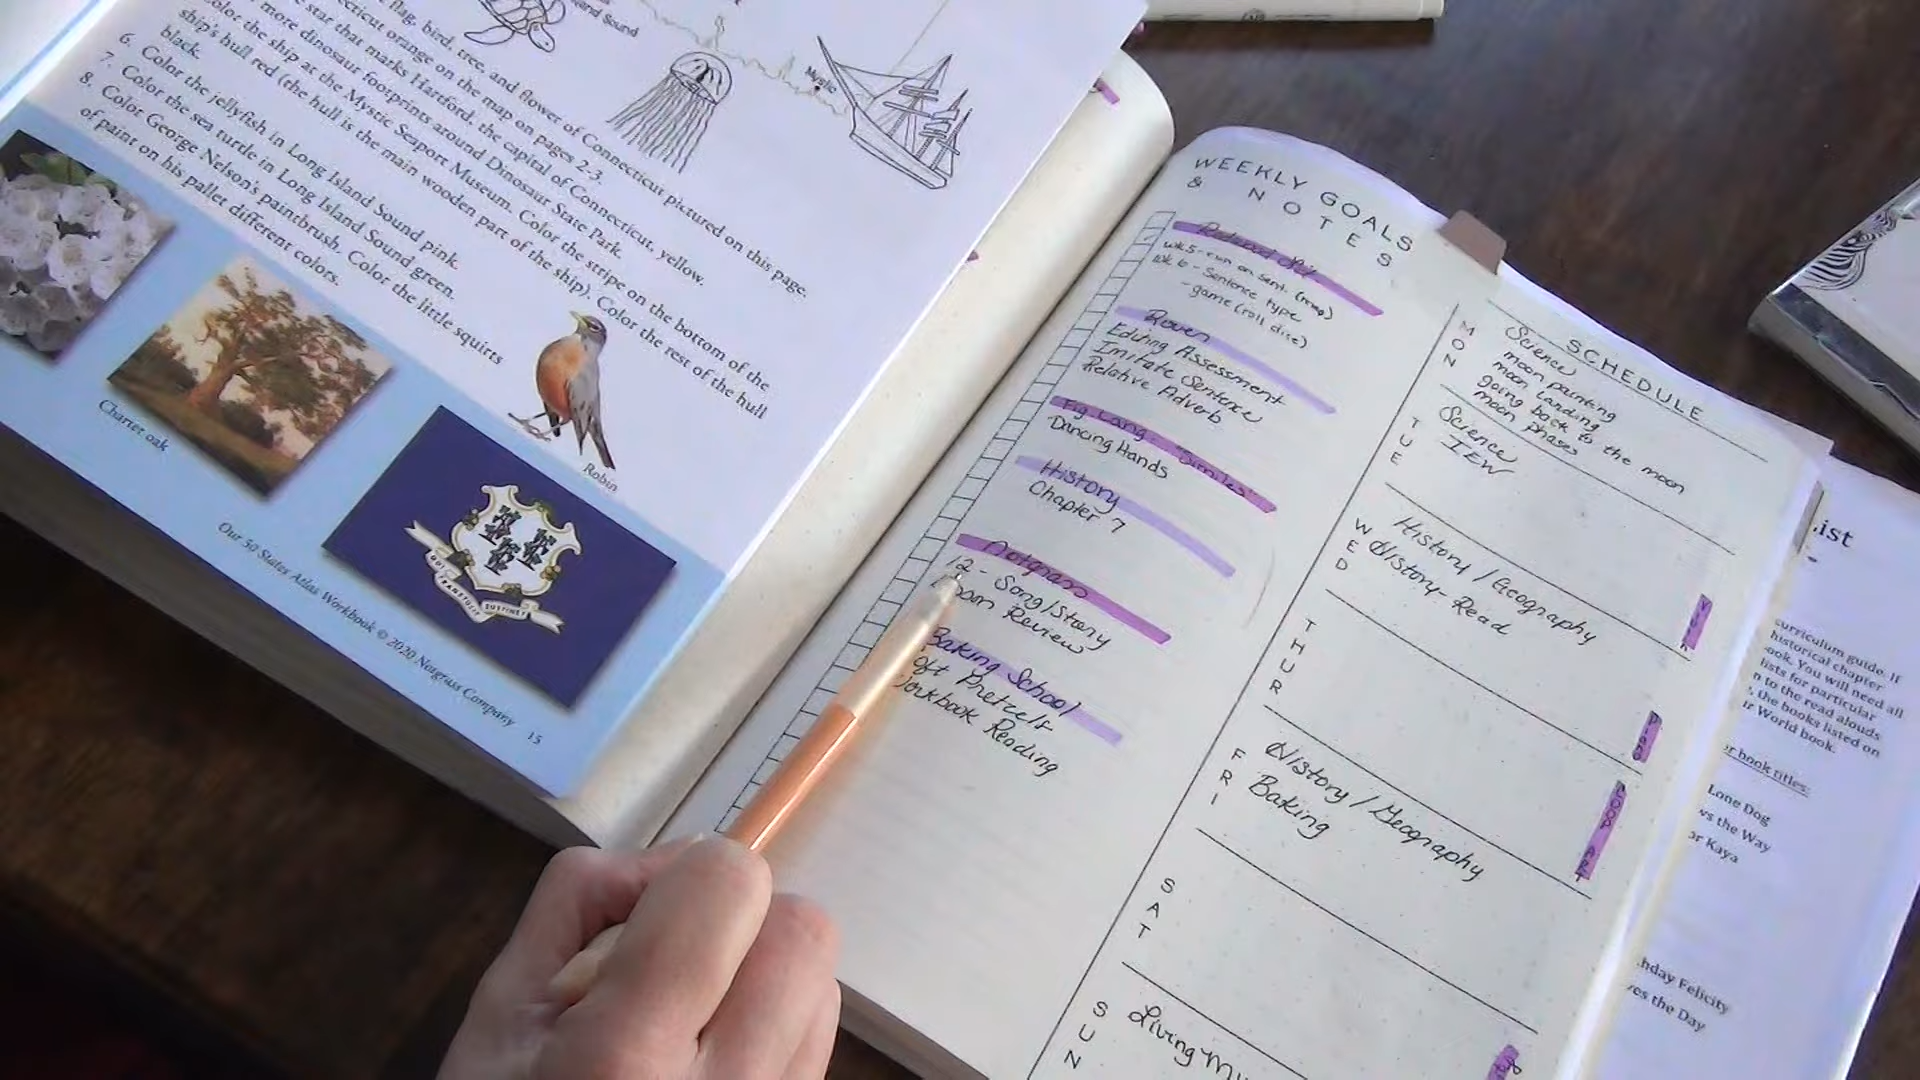 Island Sound
Mystic
flag, bird, tree, and flower of Connecticut pictured on this page.
Connecticut orange on the map on pages 2-3.
star that marks Hartford, the capital of Connecticut, yellow.
more dinosaur footprints around Dinosaur State Park.
Color the ship at the Mystic Seaport Museum. Color the stripe on the bottom of the
ship's hull red (the hull is the main wooden part of the ship). Color the rest of the hull
black.
6. Color the jellyfish in Long Island Sound pink.
7. Color the sea turtle in Long Island Sound green.
8. Color George Nelson's paintbrush. Color the little squirts
of paint on his pallet different colors.
Charter oak
Robin
Our 50 States Atlas Workbook © 2020 Notgrass Company 15
WEEKLY GOALS
& NOTES
wk 5 - run on sent. (mag)
wk 6 - Sentence type
- game (roll dice)
Editing Assessment
Imitate Sentence
Relative Adverb
Fig. Lang. "Similes"
Dancing Hands
History
Chapter 7
Notgrass
12 - Song/Story
Review
Baking School
Pretzels
Workbook Reading
SCHEDULE
MON
Science
moon painting
moon landing
going back to the moon
moon phases
TUE
Science
IEW
WED
History / Geography
History - Read
THUR
Piano
FRI
History / Geography
Baking
COOP ART
SAT
SUN
Living
List
curriculum guide. If
historical chapter
book. You will need all
lists for particular
n to the read alouds
the books listed on
ur World book.
or book titles:
Lone Dog
ws the Way
or Kaya
hday Felicity
ves the Day